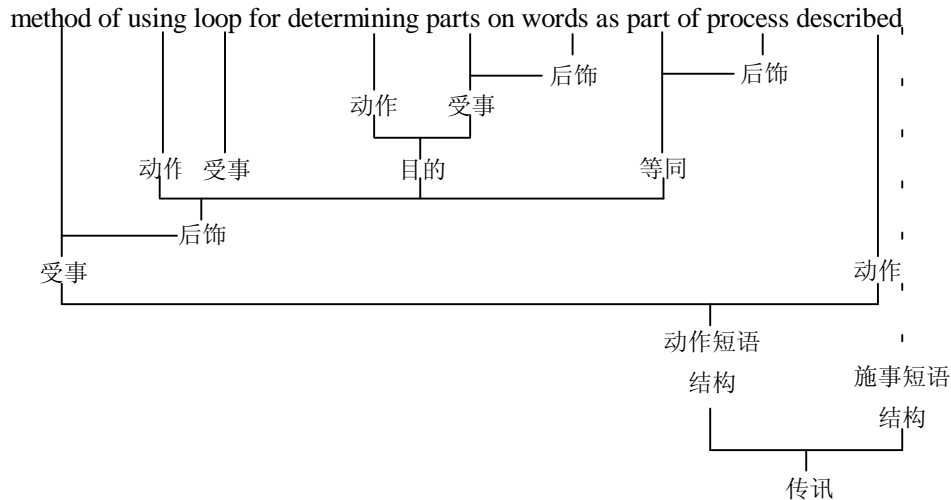 method of using loop for determining parts on words as part of process described
后饰 后饰
动作 受事
动作 受事 目的 等同
后饰
受事 动作
动作短语
结构 施事短语
结构
传讯